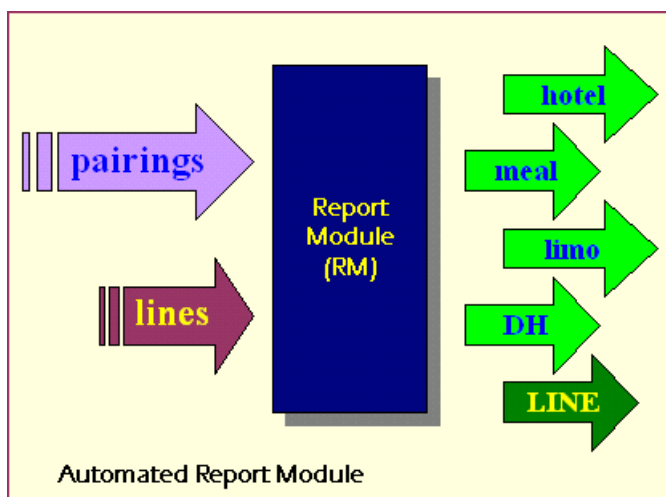 pairings
lines
Report
Module
(RM)
hotel
meal
limo
DH
LINE
Automated Report Module